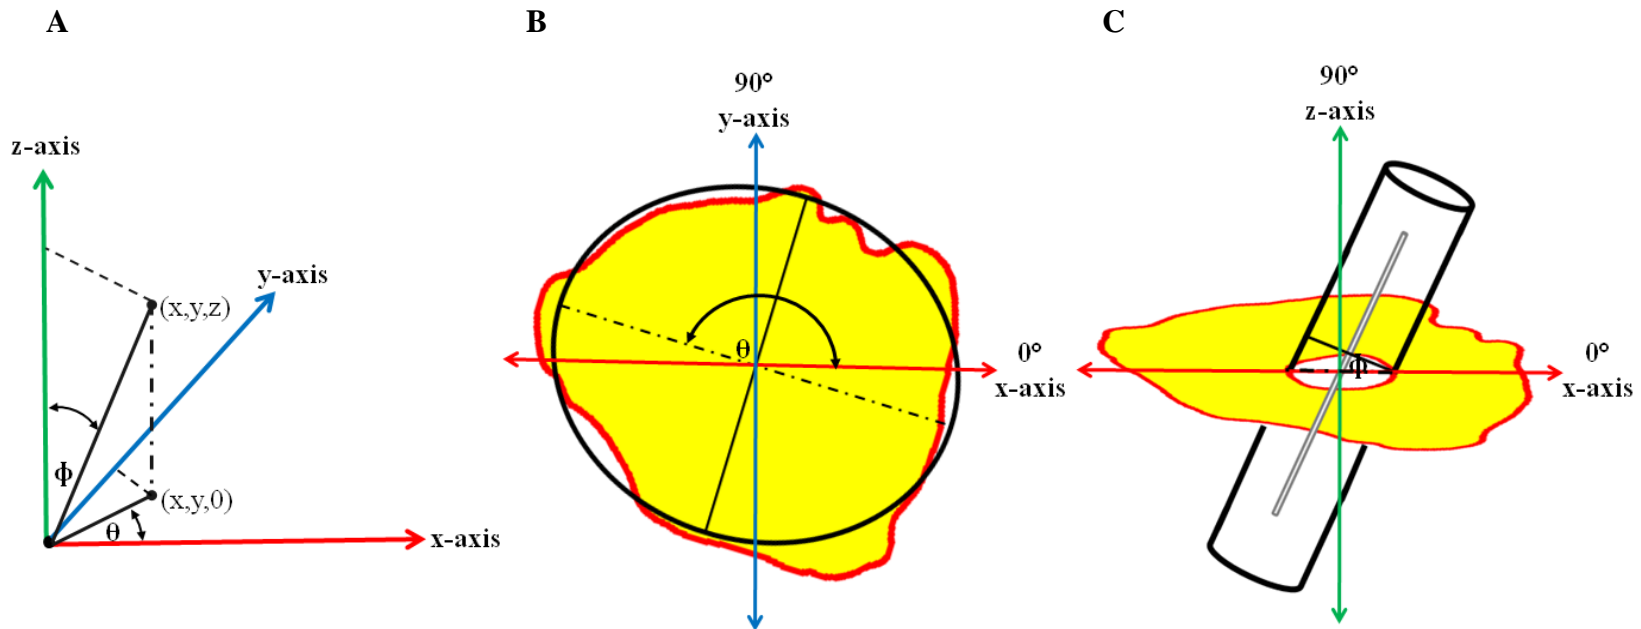 A
B
C
z-axis
y-axis
(x,y,z)
ϕ
(x,y,0)
θ
x-axis
90°
y-axis
θ
0°
x-axis
90°
z-axis
ϕ
0°
x-axis